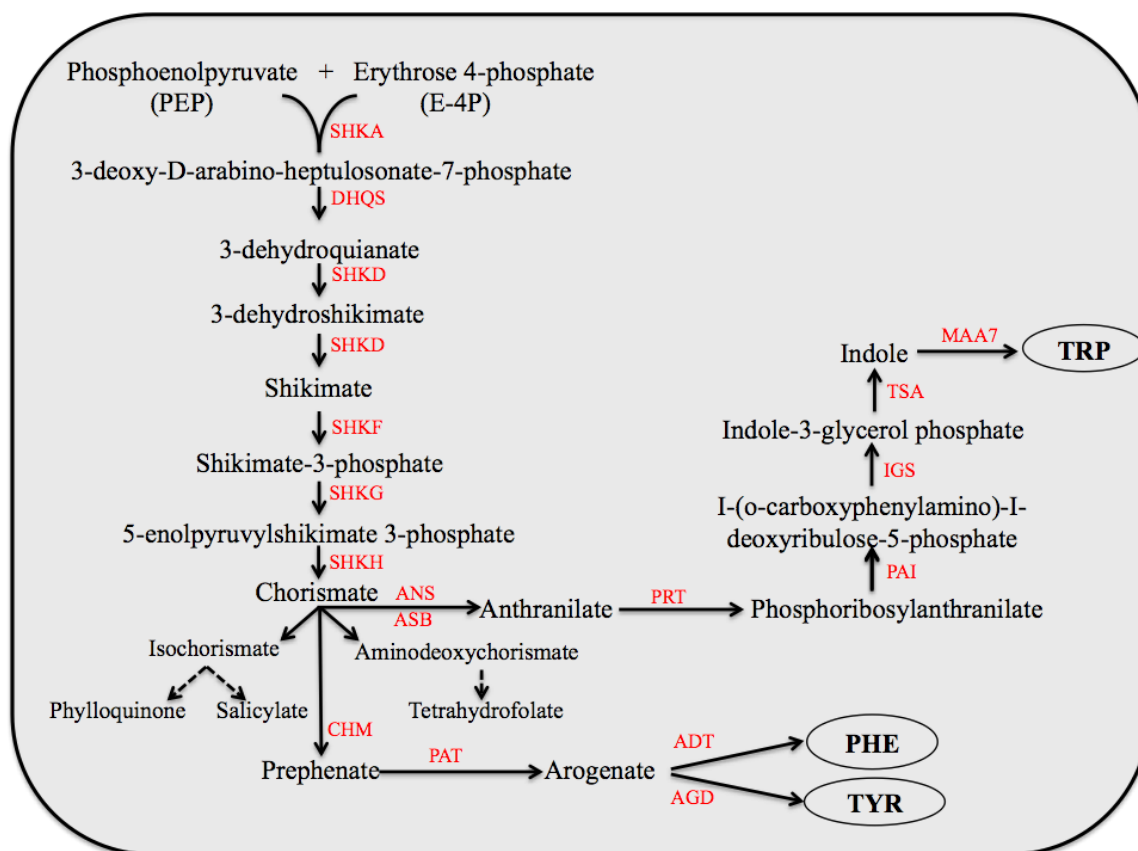 Phosphoenolpyruvate + Erythrose 4-phosphate
(PEP) (E-4P)
SHKA
3-deoxy-D-arabino-heptulosonate-7-phosphate
DHQS
3-dehydroquianate
SHKD
3-dehydroshikimate
SHKD
Shikimate
SHKF
Shikimate-3-phosphate
SHKG
5-enolpyruvylshikimate 3-phosphate
SHKH
Chorismate
ANS
ASB
Anthranilate
PRT
Phosphoribosylanthranilate
PAI
I-(o-carboxyphenylamino)-I-
deoxyribulose-5-phosphate
IGS
Indole-3-glycerol phosphate
TSA
Indole
MAA7
TRP
Isochorismate
Aminodeoxychorismate
Phylloquinone
Salicylate
Tetrahydrofolate
CHM
Prephenate
PAT
Arogenate
ADT
PHE
AGD
TYR